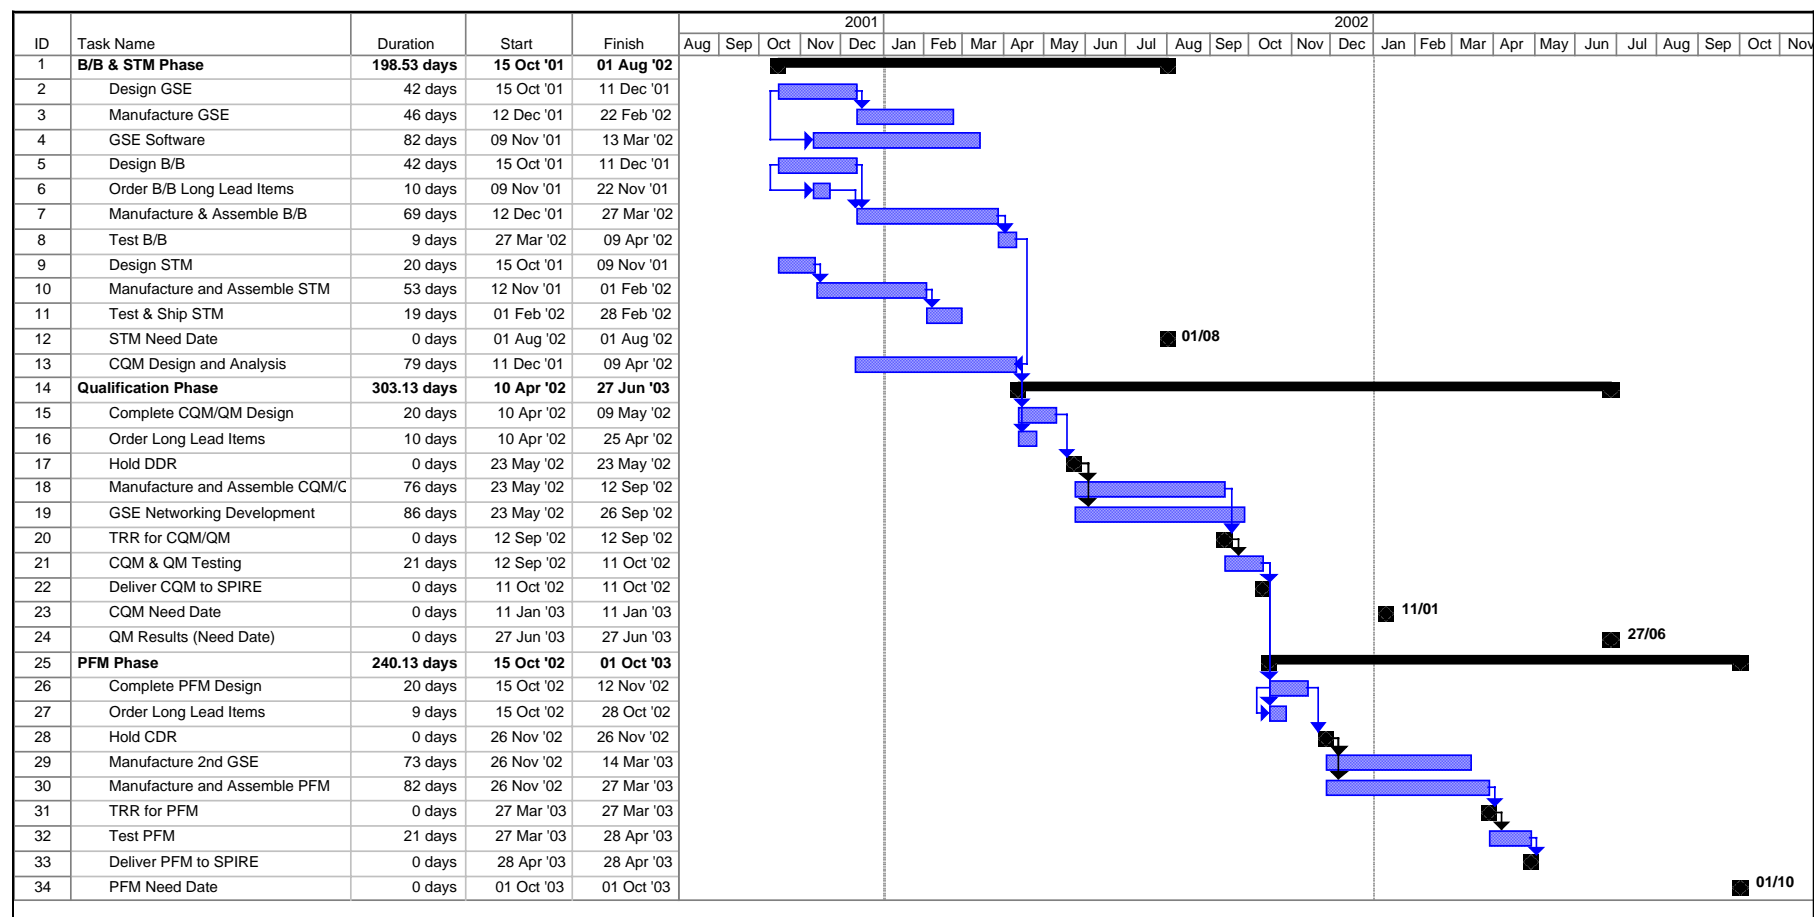 2001 2002
ID Task Name Duration Start Finish Aug Sep Oct Nov Dec Jan Feb Mar Apr May Jun Jul Aug Sep Oct Nov Dec Jan Feb Mar Apr May Jun Jul Aug Sep Oct Nov
1 B/B & STM Phase 198.53 days 15 Oct '01 01 Aug '02
2 Design GSE 42 days 15 Oct '01 11 Dec '01
3 Manufacture GSE 46 days 12 Dec '01 22 Feb '02
4 GSE Software 82 days 09 Nov '01 13 Mar '02
5 Design B/B 42 days 15 Oct '01 11 Dec '01
6 Order B/B Long Lead Items 10 days 09 Nov '01 22 Nov '01
7 Manufacture & Assemble B/B 69 days 12 Dec '01 27 Mar '02
8 Test B/B 9 days 27 Mar '02 09 Apr '02
9 Design STM 20 days 15 Oct '01 09 Nov '01
10 Manufacture and Assemble STM 53 days 12 Nov '01 01 Feb '02
11 Test & Ship STM 19 days 01 Feb '02 28 Feb '02
12 STM Need Date 0 days 01 Aug '02 01 Aug '02 01/08
13 CQM Design and Analysis 79 days 11 Dec '01 09 Apr '02
14 Qualification Phase 303.13 days 10 Apr '02 27 Jun '03
15 Complete CQM/QM Design 20 days 10 Apr '02 09 May '02
16 Order Long Lead Items 10 days 10 Apr '02 25 Apr '02
17 Hold DDR 0 days 23 May '02 23 May '02
18 Manufacture and Assemble CQM/Q 76 days 23 May '02 12 Sep '02
19 GSE Networking Development 86 days 23 May '02 26 Sep '02
20 TRR for CQM/QM 0 days 12 Sep '02 12 Sep '02
21 CQM & QM Testing 21 days 12 Sep '02 11 Oct '02
22 Deliver CQM to SPIRE 0 days 11 Oct '02 11 Oct '02
23 CQM Need Date 0 days 11 Jan '03 11 Jan '03 11/01
24 QM Results (Need Date) 0 days 27 Jun '03 27 Jun '03 27/06
25 PFM Phase 240.13 days 15 Oct '02 01 Oct '03
26 Complete PFM Design 20 days 15 Oct '02 12 Nov '02
27 Order Long Lead Items 9 days 15 Oct '02 28 Oct '02
28 Hold CDR 0 days 26 Nov '02 26 Nov '02
29 Manufacture 2nd GSE 73 days 26 Nov '02 14 Mar '03
30 Manufacture and Assemble PFM 82 days 26 Nov '02 27 Mar '03
31 TRR for PFM 0 days 27 Mar '03 27 Mar '03
32 Test PFM 21 days 27 Mar '03 28 Apr '03
33 Deliver PFM to SPIRE 0 days 28 Apr '03 28 Apr '03
34 PFM Need Date 0 days 01 Oct '03 01 Oct '03 01/10